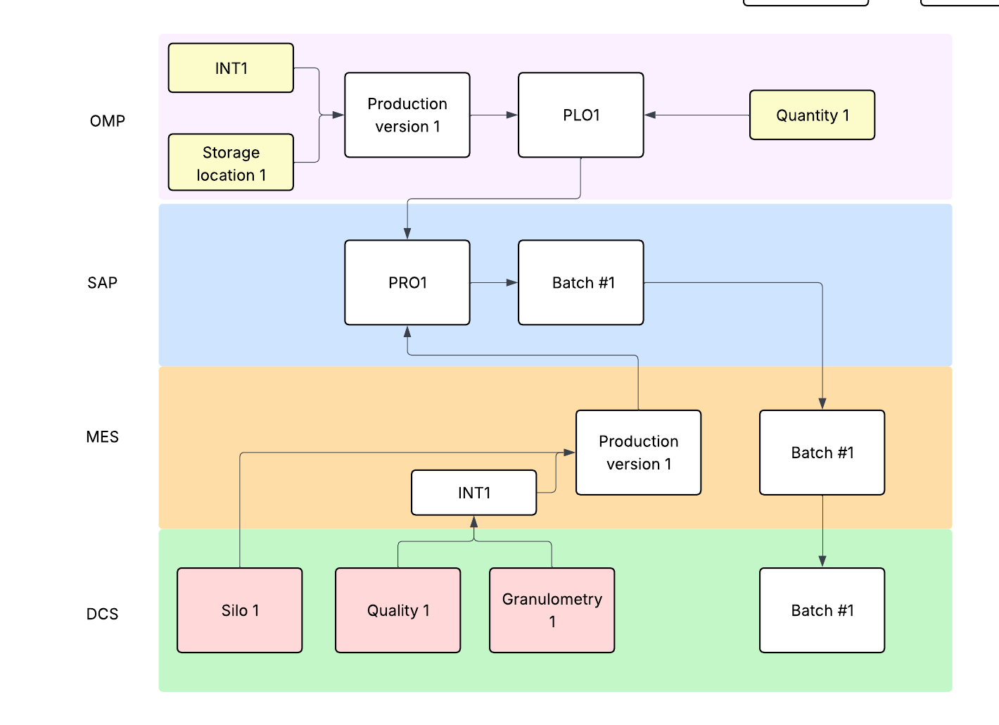 OMP
INT1
Storage
location 1
Production
version 1
PLO1
Quantity 1
SAP
PRO1
Batch #1
MES
INT1
Production
version 1
Batch #1
DCS
Silo 1
Quality 1
Granulometry
1
Batch #1